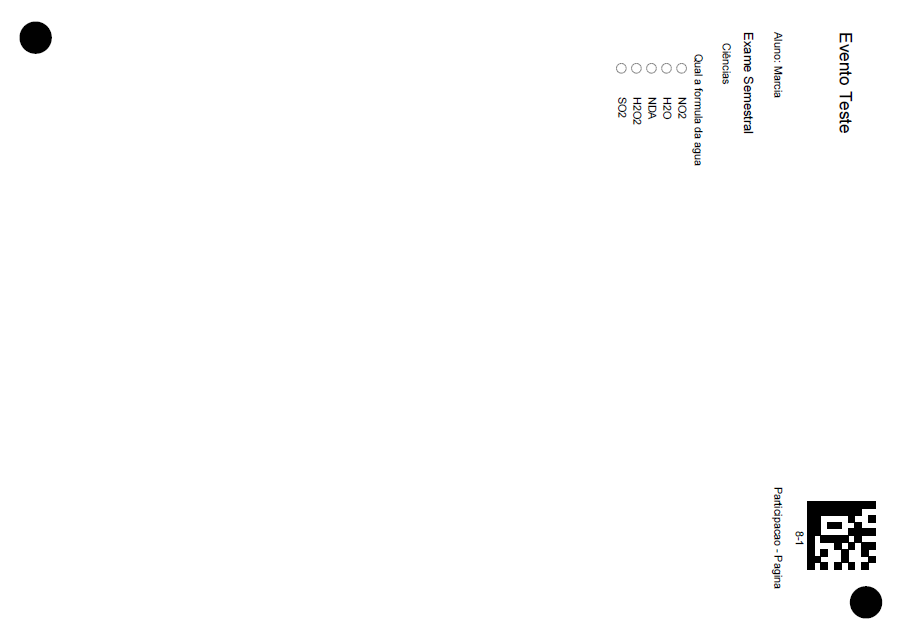 Evento Teste
Aluno: Marcia
Participacao - Pagina
8-1
Exame Semestral
Ciências
Qual a formula da agua
NO2
H2O
NDA
H2O2
SO2